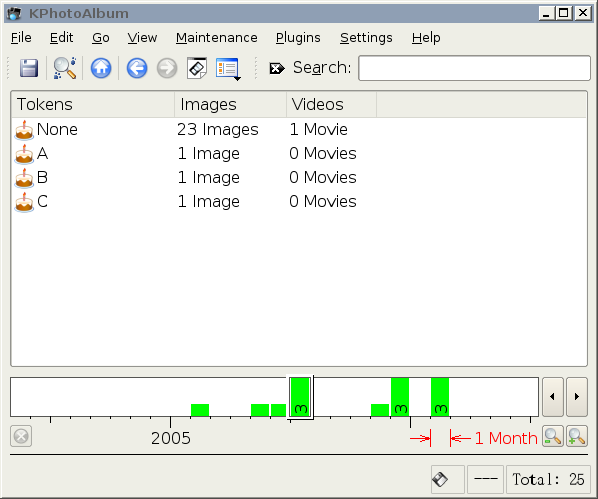 KPhotoAlbum
File Edit Go View Maintenance Plugins Settings Help
Search:
Tokens Images Videos
None 23 Images 1 Movie
A 1 Image 0 Movies
B 1 Image 0 Movies
C 1 Image 0 Movies
3 3 3
2005 1 Month
--- Total: 25